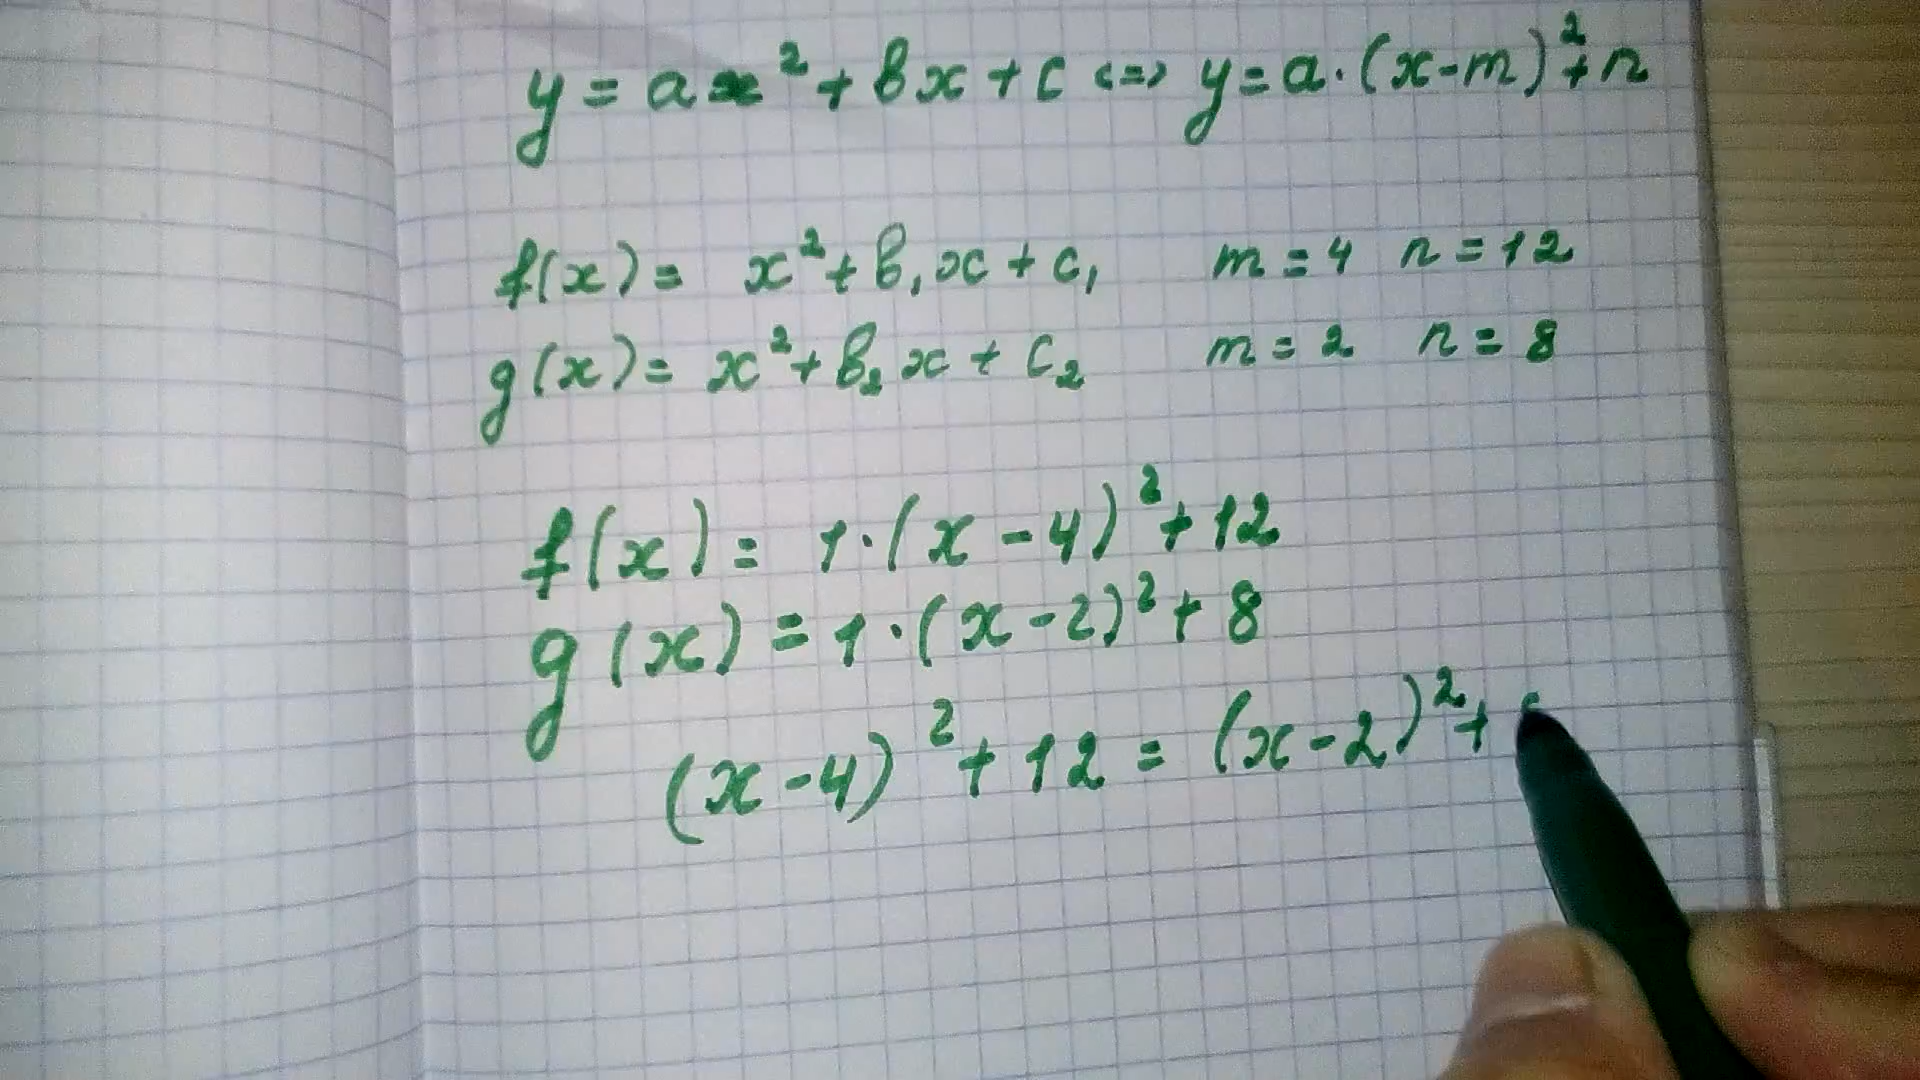 y = ax² + bx + c <=> y = a·(x-m)² + n
f(x) = x² + b₁x + c₁ m = 4 n = 12
g(x) = x² + b₂x + c₂ m = 2 n = 8
f(x) = 1·(x - 4)² + 12
g(x) = 1·(x - 2)² + 8
(x - 4)² + 12 = (x - 2)² +